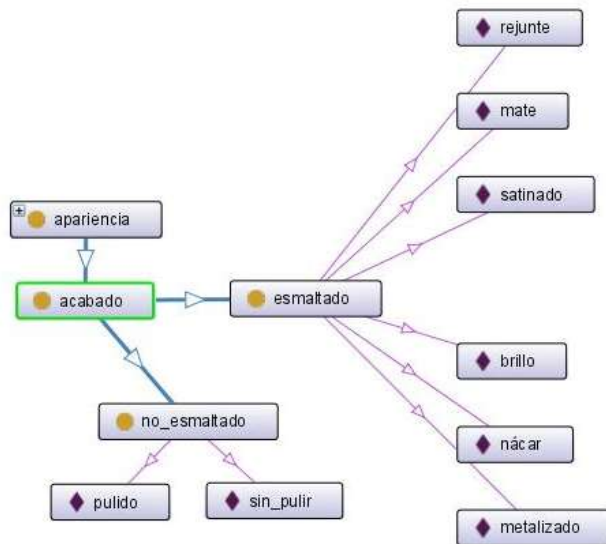 rejunte
mate
satinado
apariencia
acabado
esmaltado
brillo
no_esmaltado
nácar
pulido
sin_pulir
metalizado